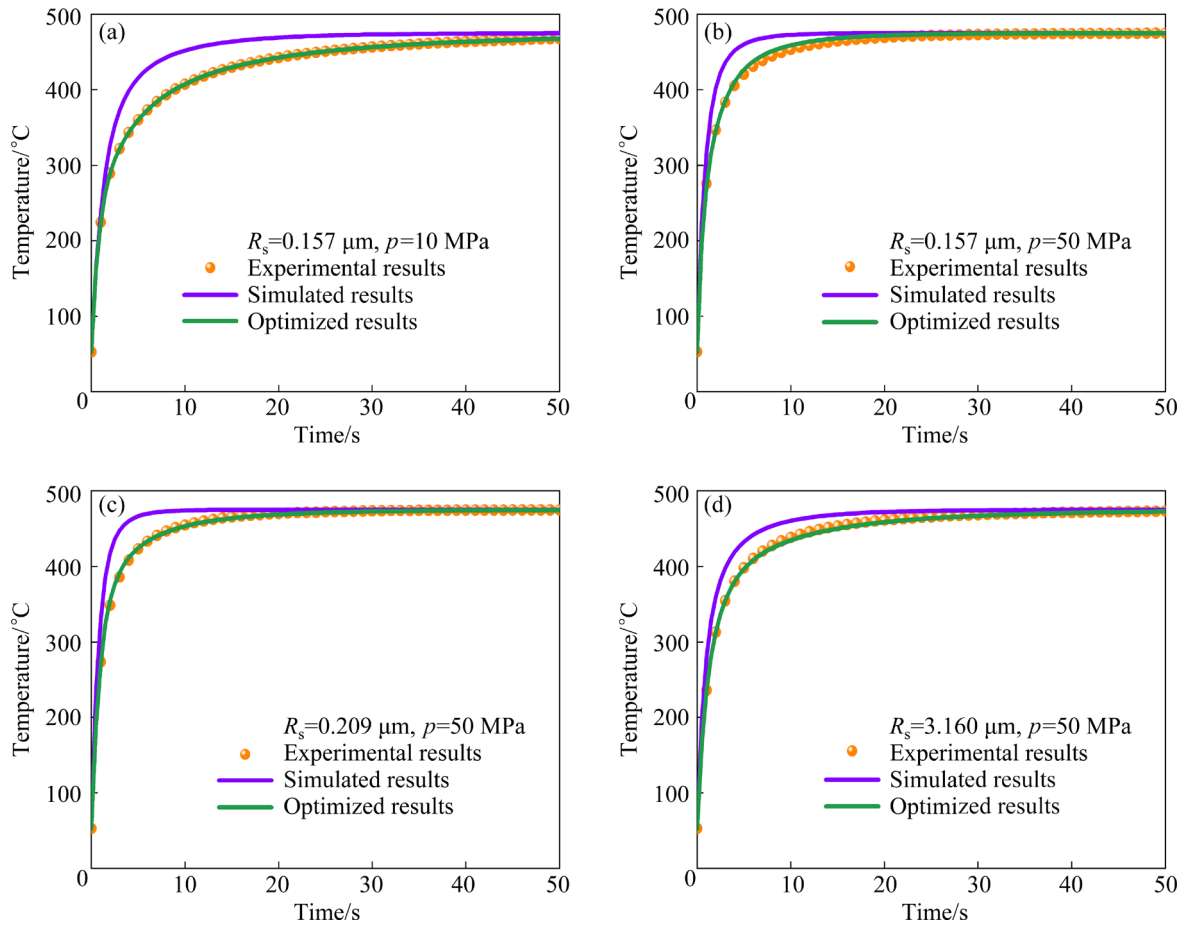 (a)
500
400
300
200
100
0
10
20
30
40
50
Temperature/°C
Time/s
Rs=0.157 μm, p=10 MPa
Experimental results
Simulated results
Optimized results
(b)
500
400
300
200
100
0
10
20
30
40
50
Temperature/°C
Time/s
Rs=0.157 μm, p=50 MPa
Experimental results
Simulated results
Optimized results
(c)
500
400
300
200
100
0
10
20
30
40
50
Temperature/°C
Time/s
Rs=0.209 μm, p=50 MPa
Experimental results
Simulated results
Optimized results
(d)
500
400
300
200
100
0
10
20
30
40
50
Temperature/°C
Time/s
Rs=3.160 μm, p=50 MPa
Experimental results
Simulated results
Optimized results